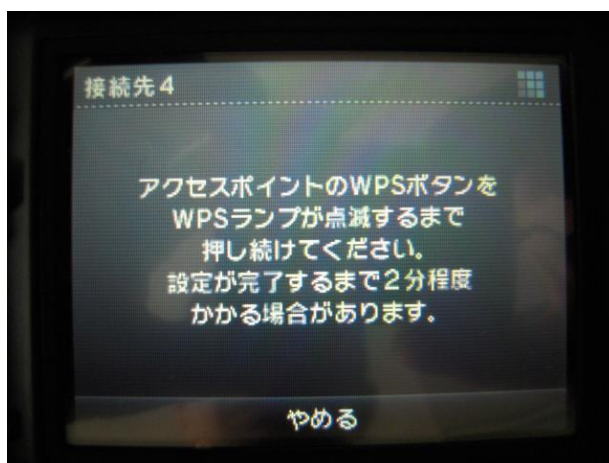 接続先4
アクセスポイントのWPSボタンを
WPSランプが点滅するまで
押し続けてください。
設定が完了するまで2分程度
かかる場合があります。
やめる